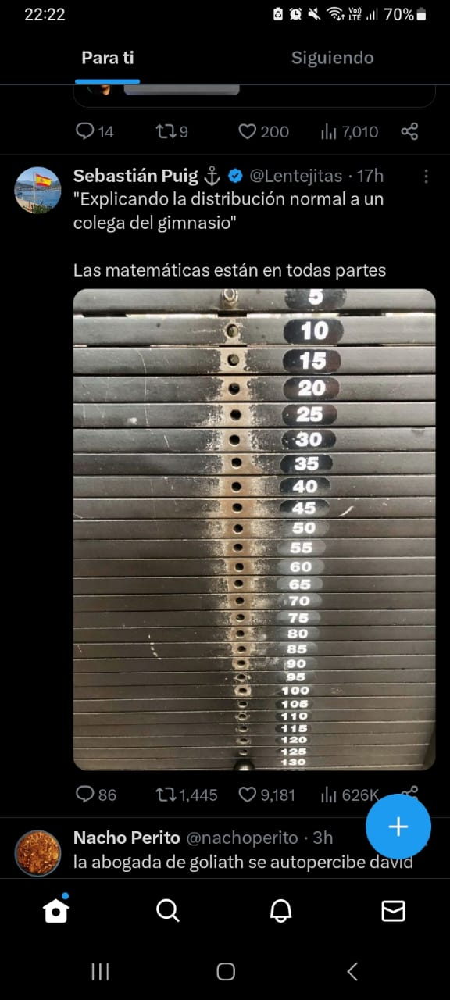 22:22
Vo))
LTE
70%
Para ti
Siguiendo
14
9
200
7,010
Sebastián Puig
@Lentejitas · 17h
"Explicando la distribución normal a un
colega del gimnasio"
Las matemáticas están en todas partes
5
10
15
20
25
30
35
40
45
50
55
60
65
70
75
80
85
90
95
100
105
110
115
120
125
130
86
1,445
9,181
626K
Nacho Perito @nachoperito · 3h
la abogada de goliath se autopercibe david